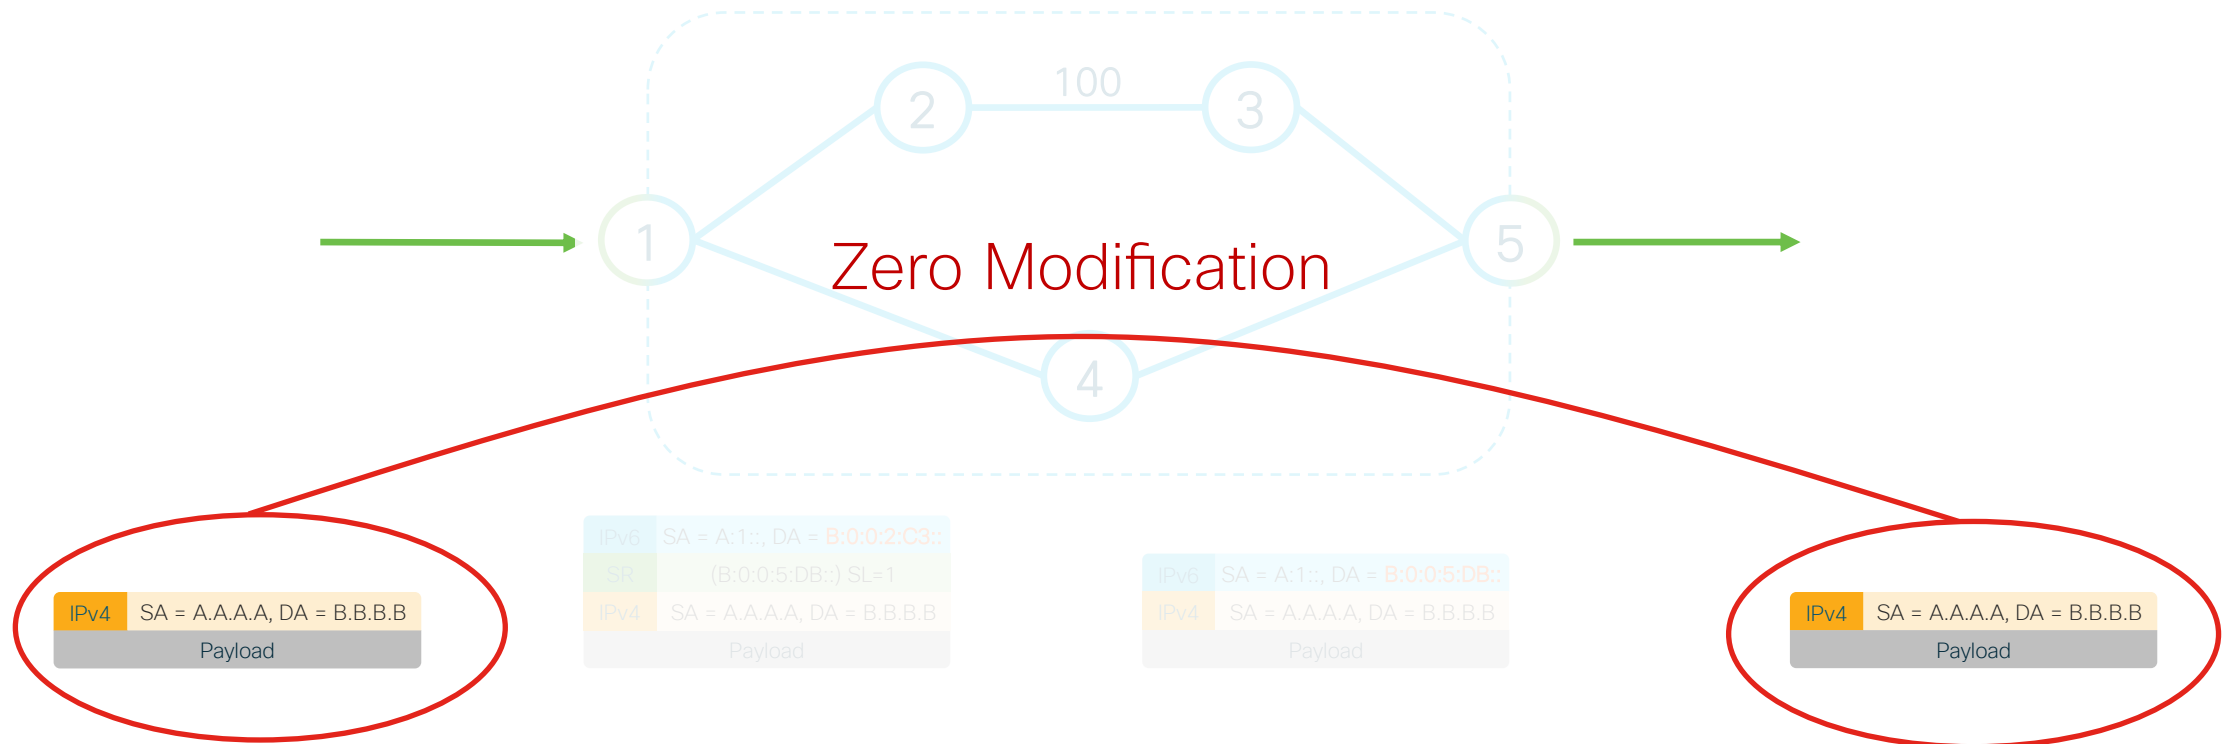 100
2
3
1
Zero Modification
5
4
IPv6 SA = A:1::, DA = B:0:0:2:C3::
SR (B:0:0:5:DB::) SL=1
IPv4 SA = A.A.A.A, DA = B.B.B.B
Payload
IPv6 SA = A:1::, DA = B:0:0:5:DB::
IPv4 SA = A.A.A.A, DA = B.B.B.B
Payload
IPv4 SA = A.A.A.A, DA = B.B.B.B
Payload
IPv4 SA = A.A.A.A, DA = B.B.B.B
Payload